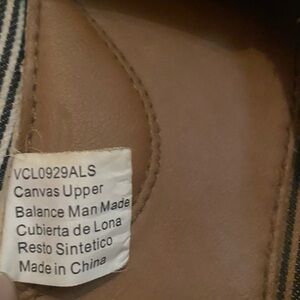 VCL0929ALS
Canvas Upper
Balance Man Made
Cubierta de Lona
Resto Sintetico
Made in China